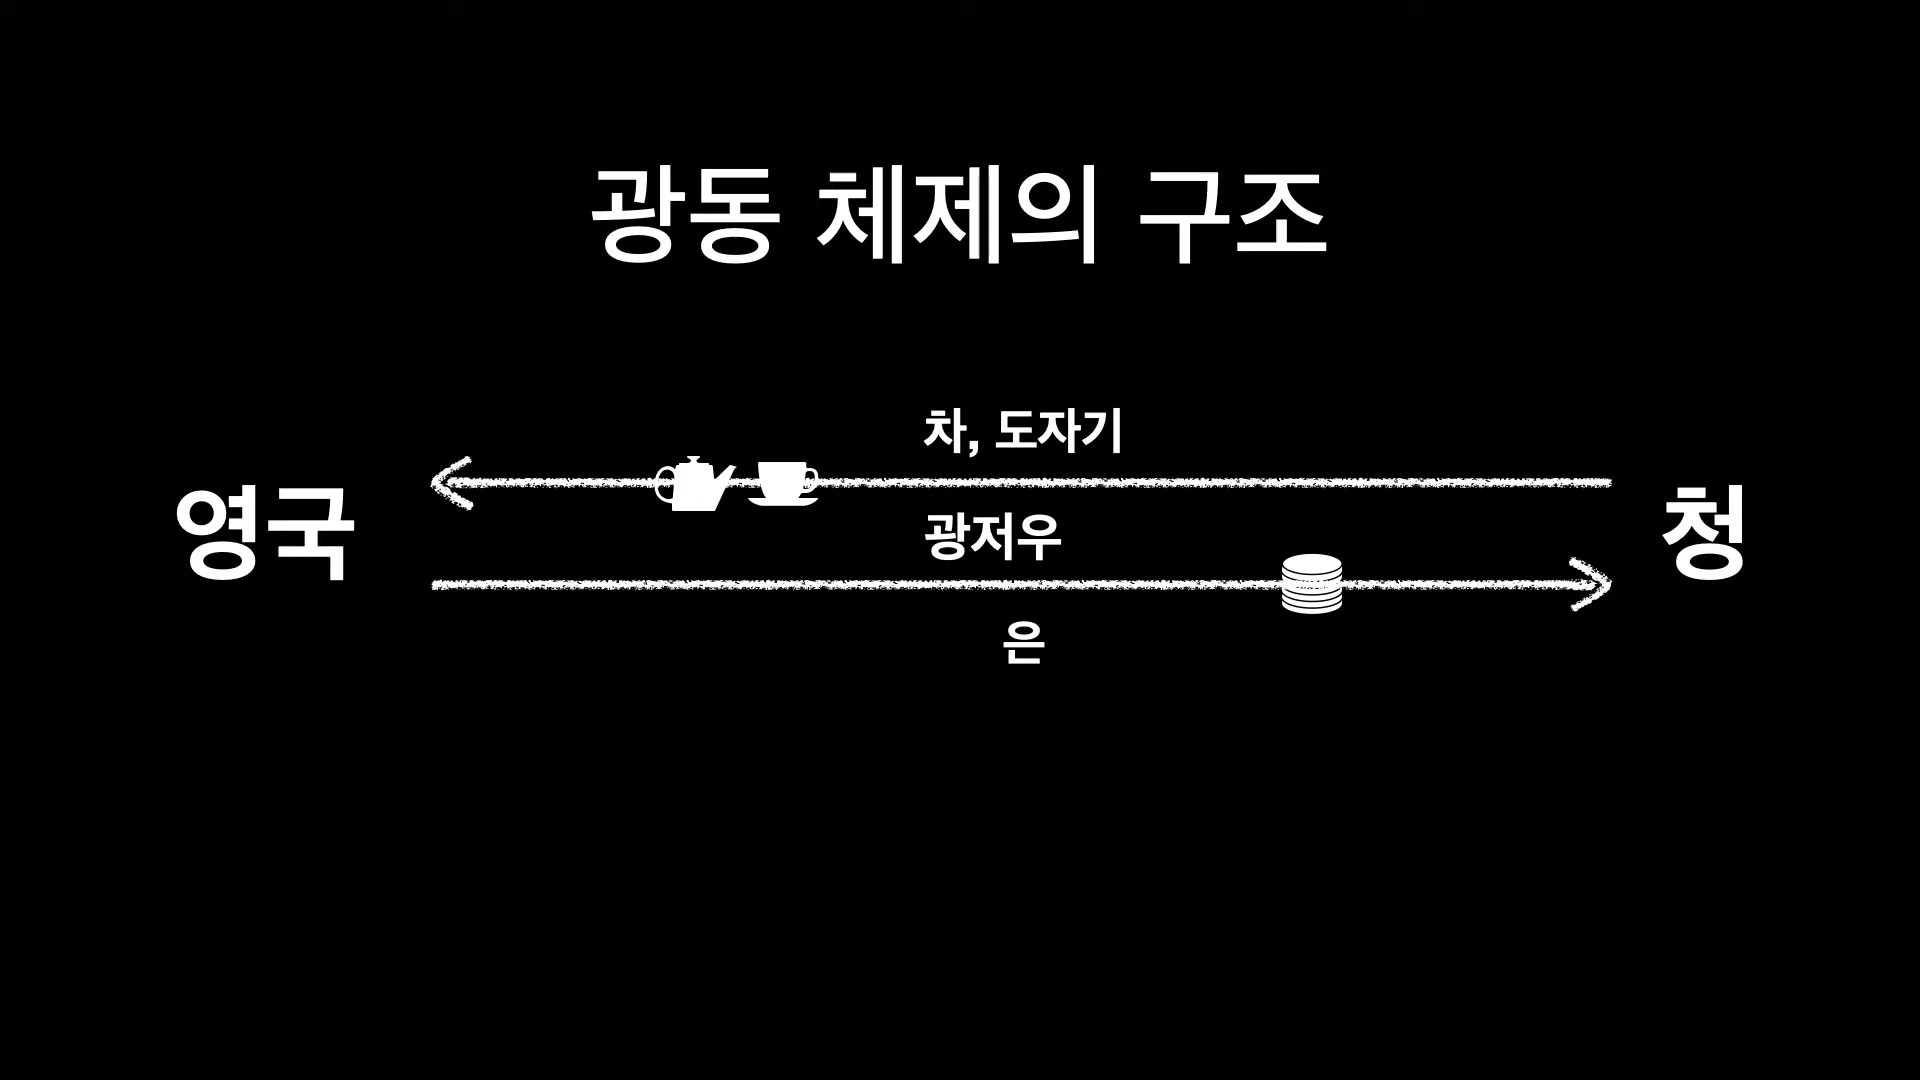 광동 체제의 구조
차, 도자기
영국
광저우
청
은